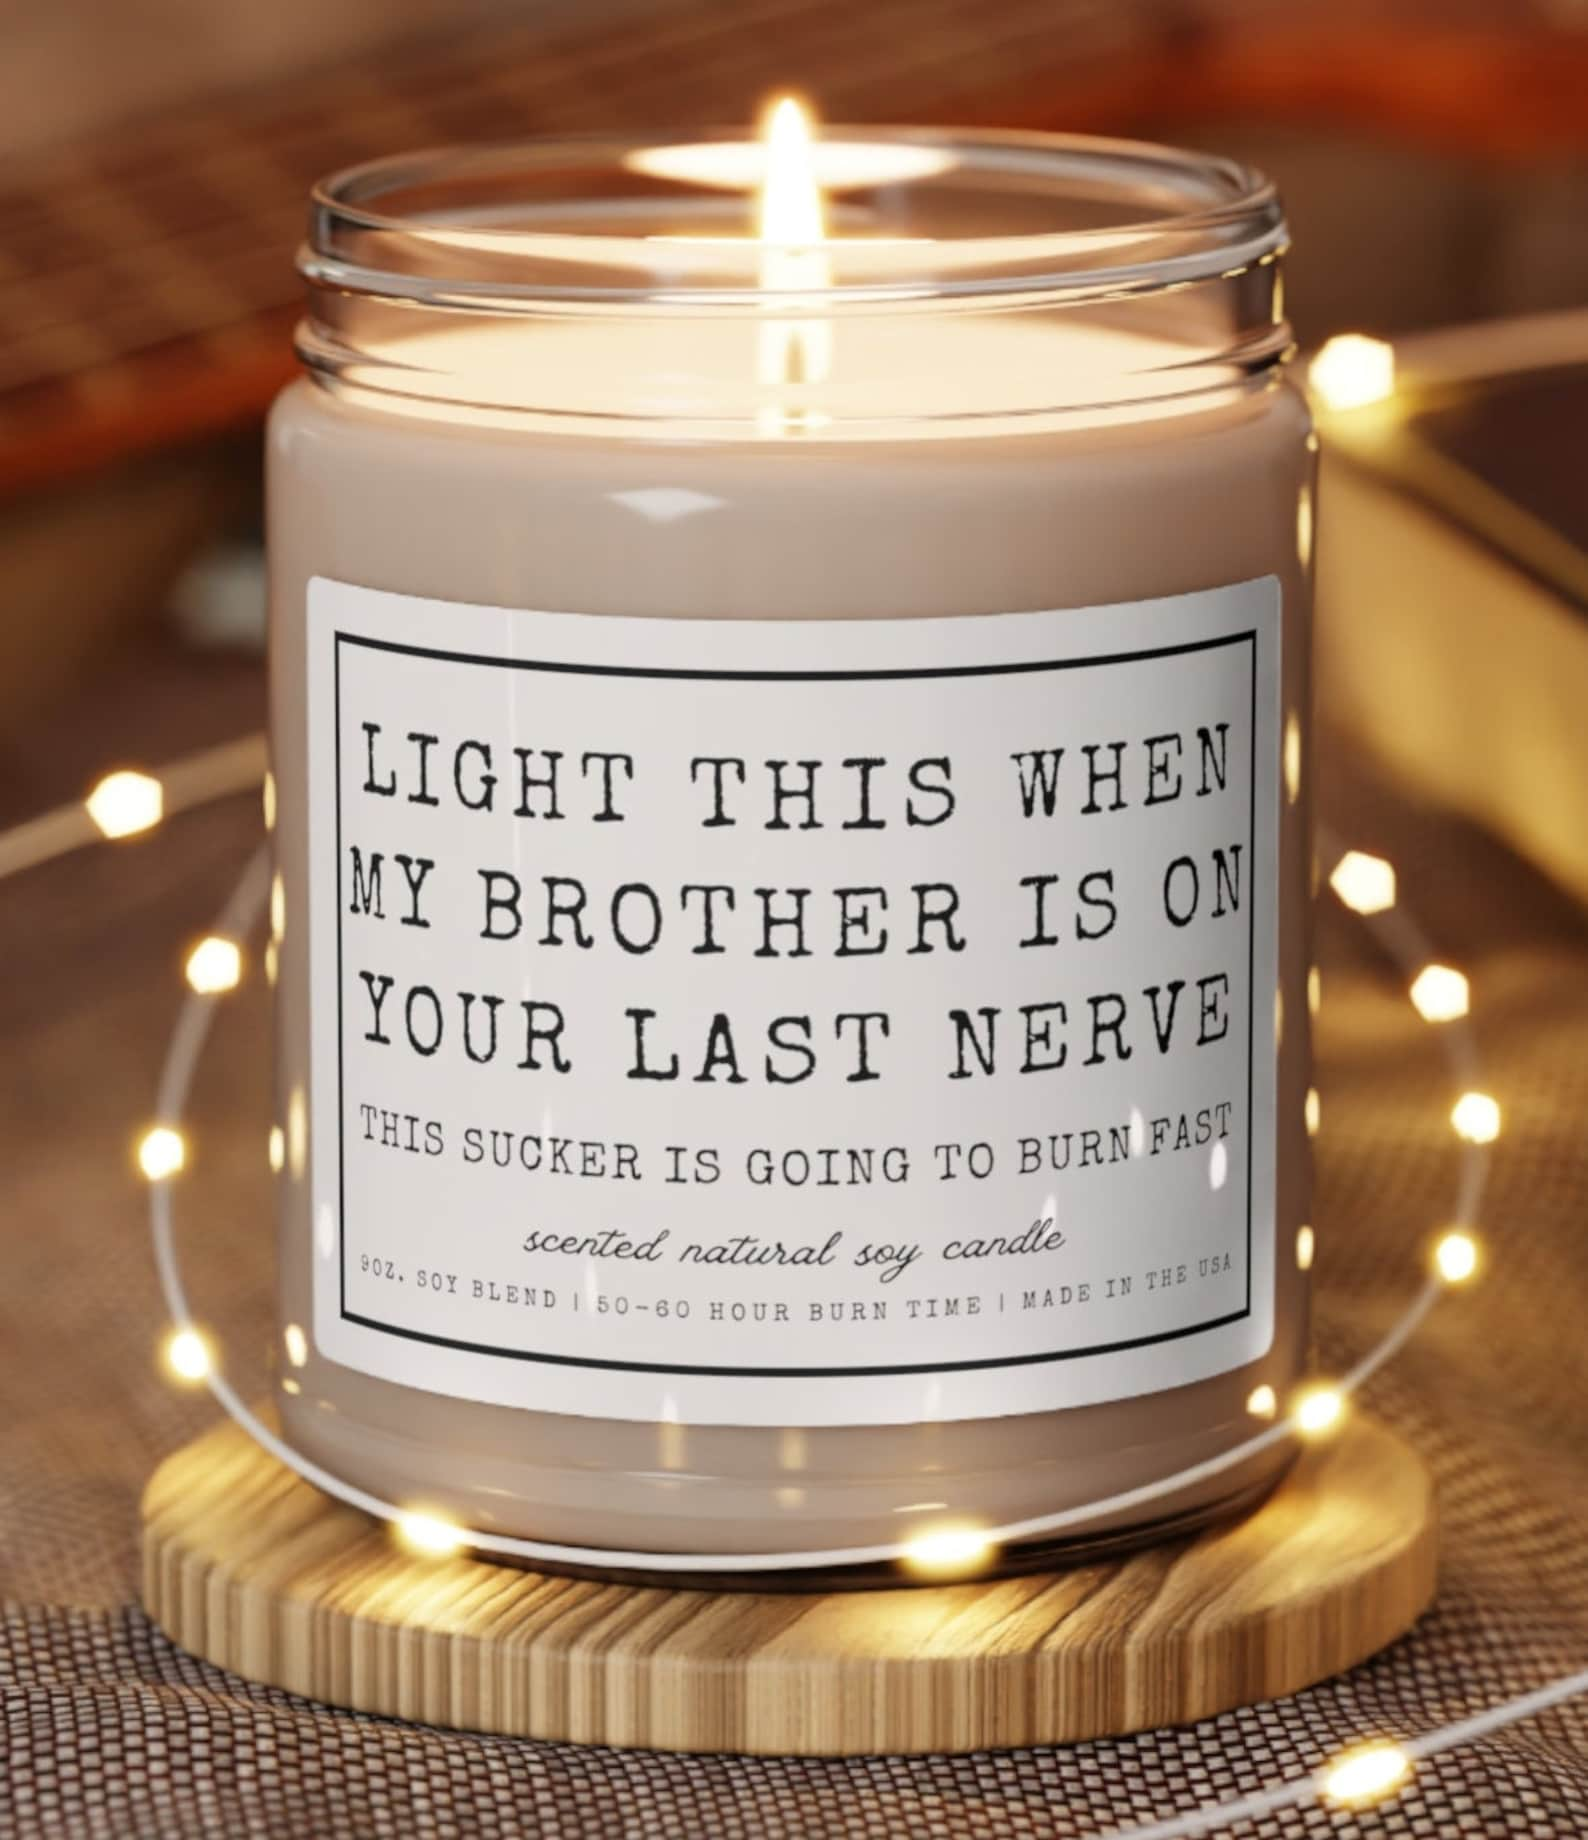 LIGHT THIS WHEN
MY BROTHER IS ON
YOUR LAST NERVE
THIS SUCKER IS GOING TO BURN FAST
scented natural soy candle
9OZ. SOY BLEND | 50-60 HOUR BURN TIME | MADE IN THE USA